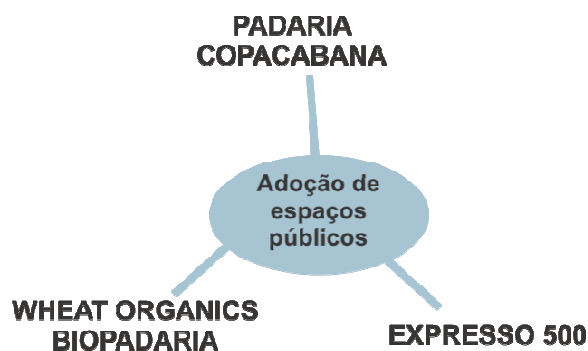 PADARIA
COPACABANA
Adoção de
espaços
públicos
WHEAT ORGANICS
BIOPADARIA
EXPRESSO 500